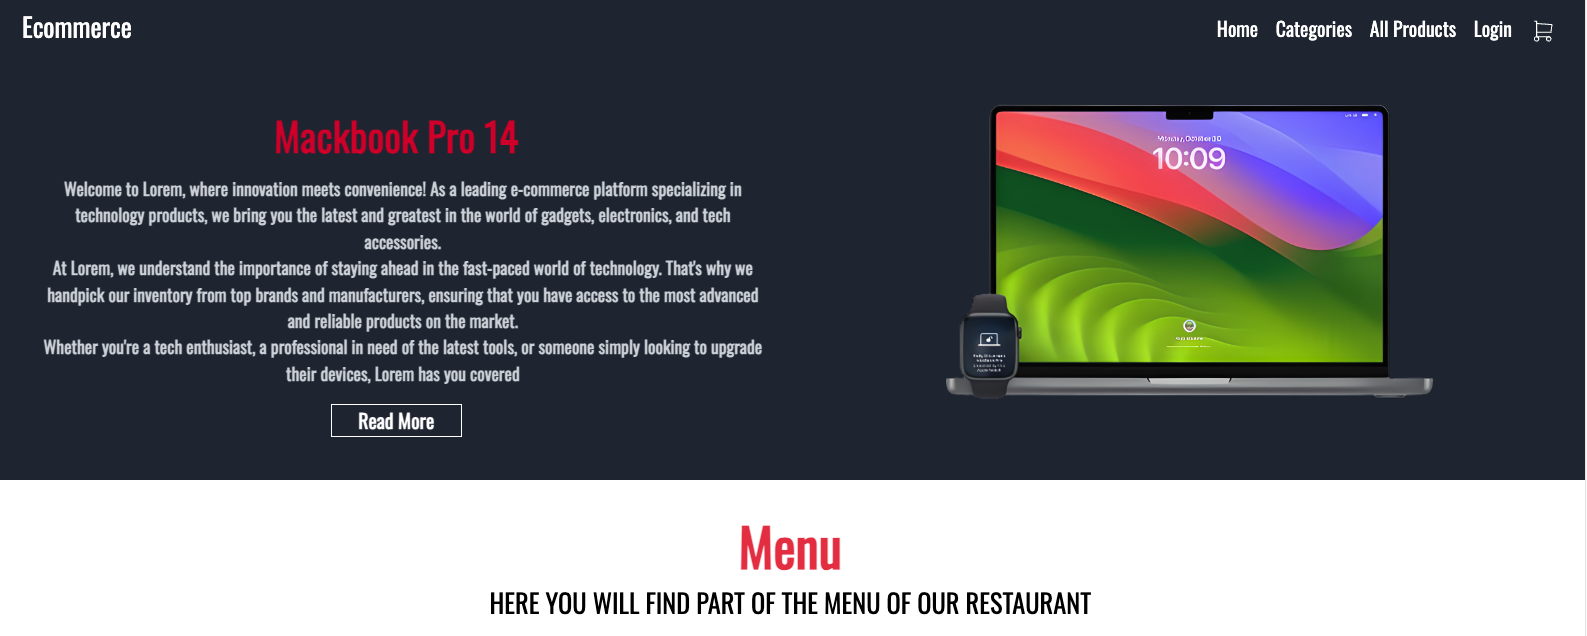 Ecommerce
Home Categories All Products Login
Mackbook Pro 14
Welcome to Lorem, where innovation meets convenience! As a leading e-commerce platform specializing in
technology products, we bring you the latest and greatest in the world of gadgets, electronics, and tech
accessories.
At Lorem, we understand the importance of staying ahead in the fast-paced world of technology. That's why we
handpick our inventory from top brands and manufacturers, ensuring that you have access to the most advanced
and reliable products on the market.
Whether you're a tech enthusiast, a professional in need of the latest tools, or someone simply looking to upgrade
their devices, Lorem has you covered
Read More
Monday, October 10
10:09
Menu
HERE YOU WILL FIND PART OF THE MENU OF OUR RESTAURANT